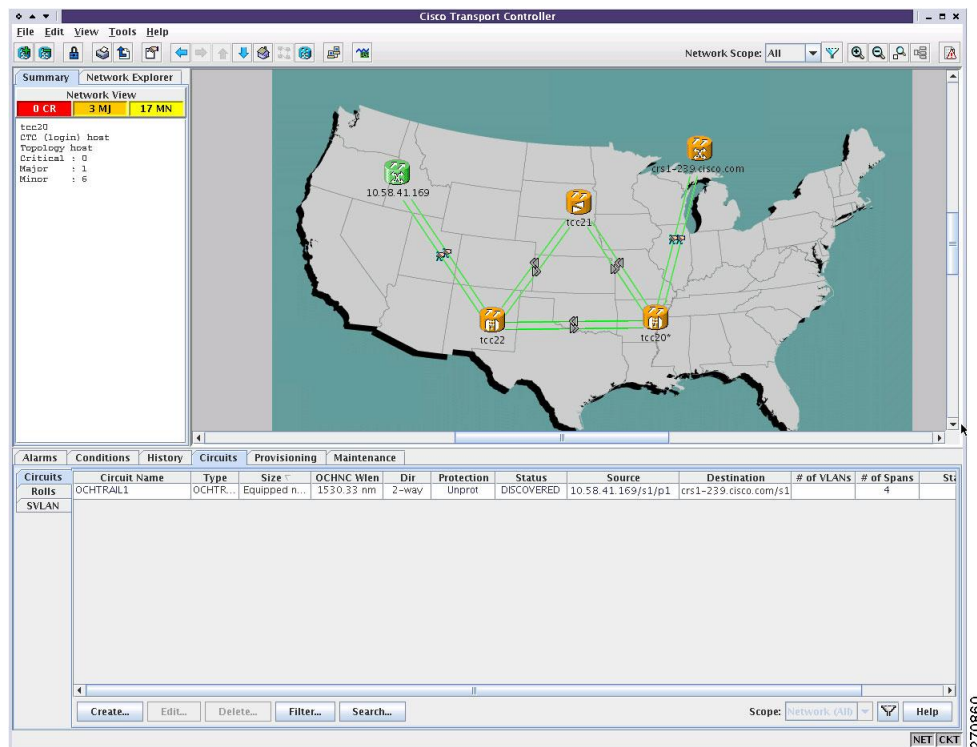 Cisco Transport Controller
File Edit View Tools Help
Network Scope: All
Summary Network Explorer
Network View
0 CR 3 MJ 17 MN
tcc20
CTC (login) host
Topology host
Critical : 0
Major : 1
Minor : 6
crs1-239.cisco.com
10.58.41.169
tcc21
tcc22
tcc20*
Alarms Conditions History Circuits Provisioning Maintenance
Circuits
Rolls
SVLAN
Circuit Name Type Size OCHNC Wlen Dir Protection Status Source Destination # of VLANs # of Spans Sta
OCHTRAIL1 OCHTR... Equipped n... 1530.33 nm 2-way Unprot DISCOVERED 10.58.41.169/s1/p1 crs1-239.cisco.com/s1 4
Create... Edit... Delete... Filter... Search... Scope: Network (All) Help
NET CKT
270860